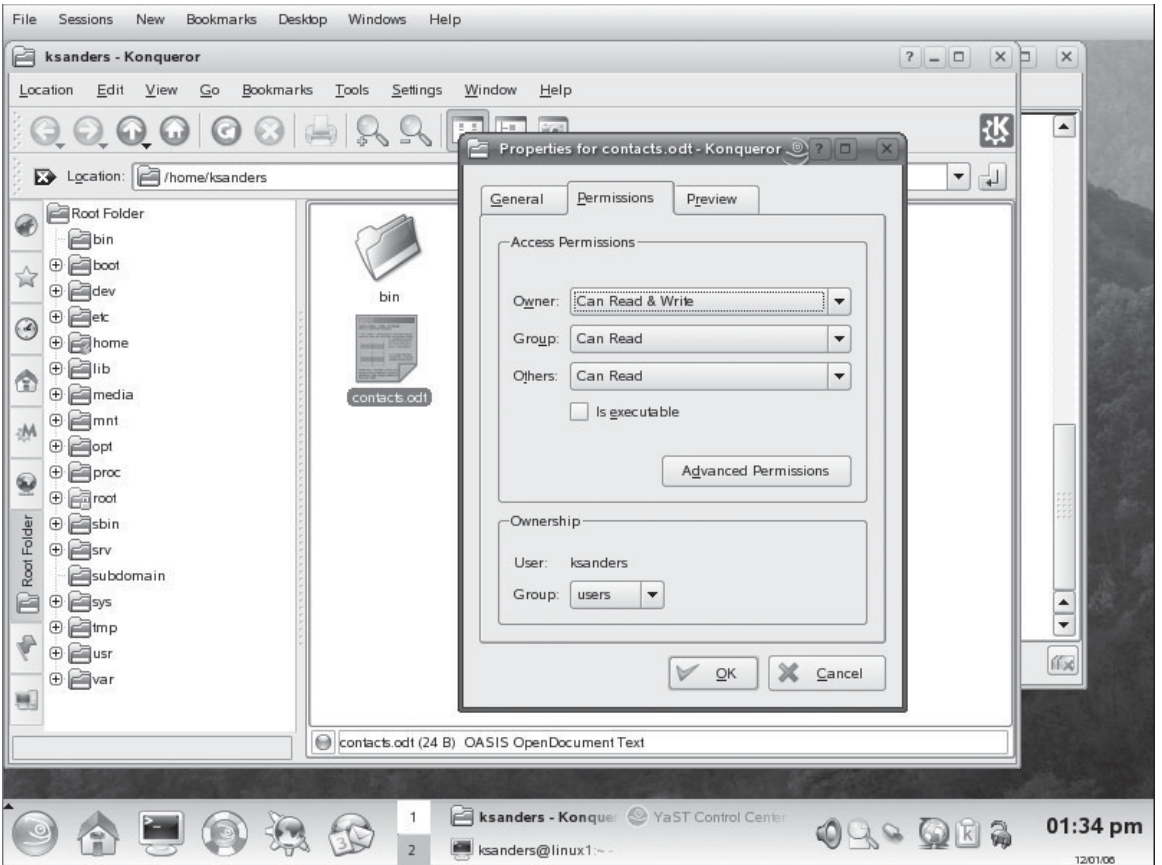 File Sessions New Bookmarks Desktop Windows Help
ksanders - Konqueror
Location Edit View Go Bookmarks Tools Settings Window Help
Location: /home/ksanders
Root Folder
Root Folder
bin
boot
dev
etc
home
lib
media
mnt
opt
proc
root
sbin
srv
subdomain
sys
tmp
usr
var
bin
contacts.odt
Properties for contacts.odt - Konqueror
General Permissions Preview
Access Permissions
Owner: Can Read & Write
Group: Can Read
Others: Can Read
Is executable
Advanced Permissions
Ownership
User: ksanders
Group: users
OK Cancel
contacts.odt (24 B) OASIS OpenDocument Text
1
2
ksanders - Konque
YaST Control Center
ksanders@linux1:~ -
01:34 pm
12/01/06